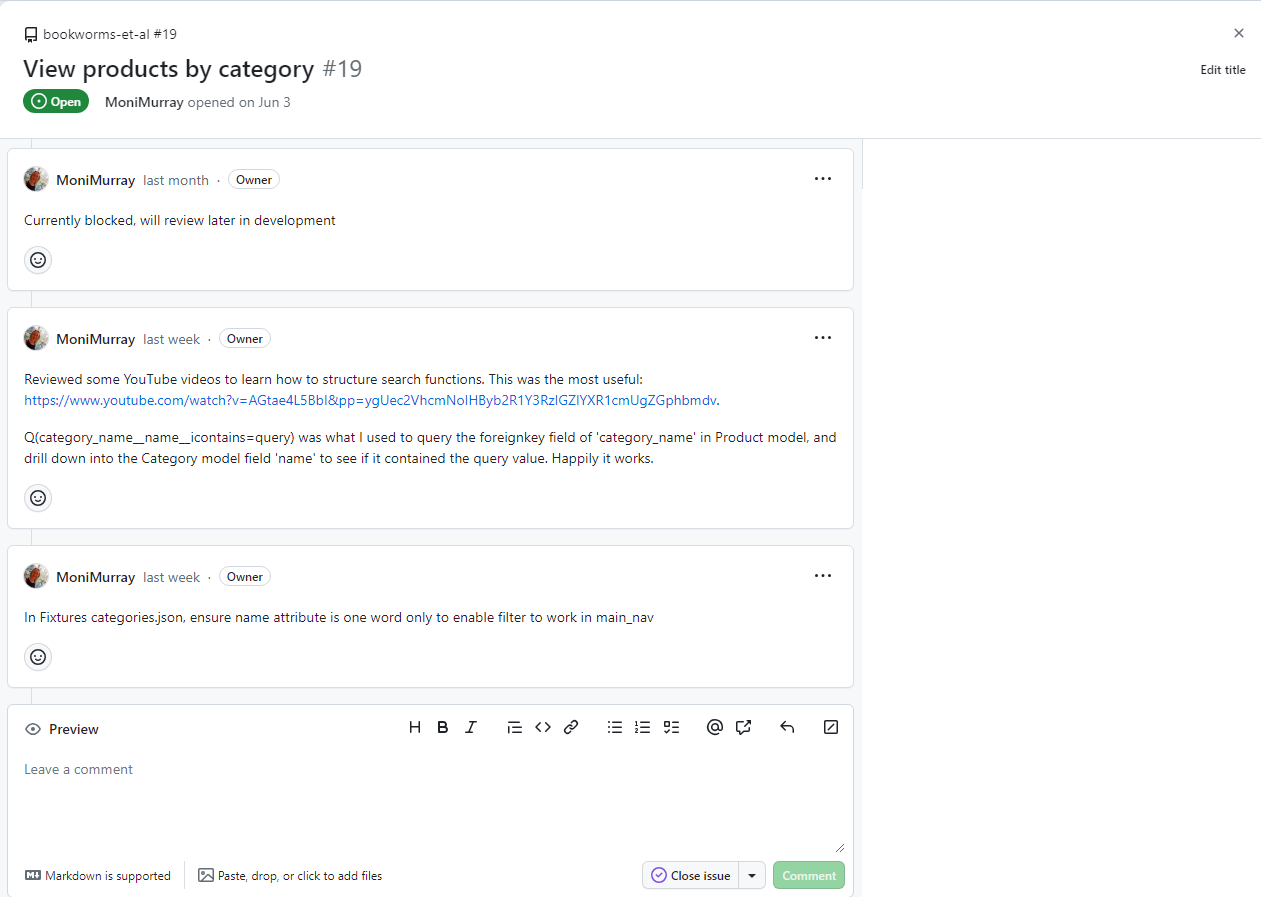 bookworms-et-al #19
View products by category #19
Edit title
Open MoniMurray opened on Jun 3
MoniMurray last month · Owner
Currently blocked, will review later in development
MoniMurray last week · Owner
Reviewed some YouTube videos to learn how to structure search functions. This was the most useful:
https://www.youtube.com/watch?v=AGtae4L5BbI&pp=ygUec2VhcmNoIHByb2R1Y3RzIGZlYXR1cmUgZGphbmdv.
Q(category_name__name__icontains=query) was what I used to query the foreignkey field of 'category_name' in Product model, and
drill down into the Category model field 'name' to see if it contained the query value. Happily it works.
MoniMurray last week · Owner
In Fixtures categories.json, ensure name attribute is one word only to enable filter to work in main_nav
Preview
Leave a comment
Markdown is supported
Paste, drop, or click to add files
Close issue
Comment